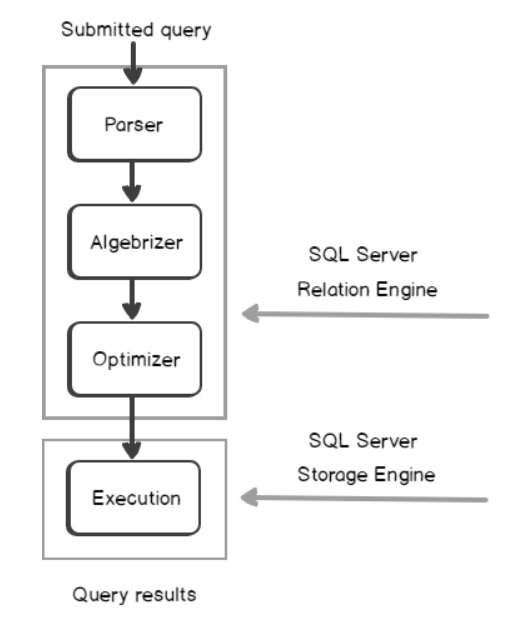 Submitted query
Parser
Algebrizer
SQL Server
Relation Engine
Optimizer
SQL Server
Storage Engine
Execution
Query results